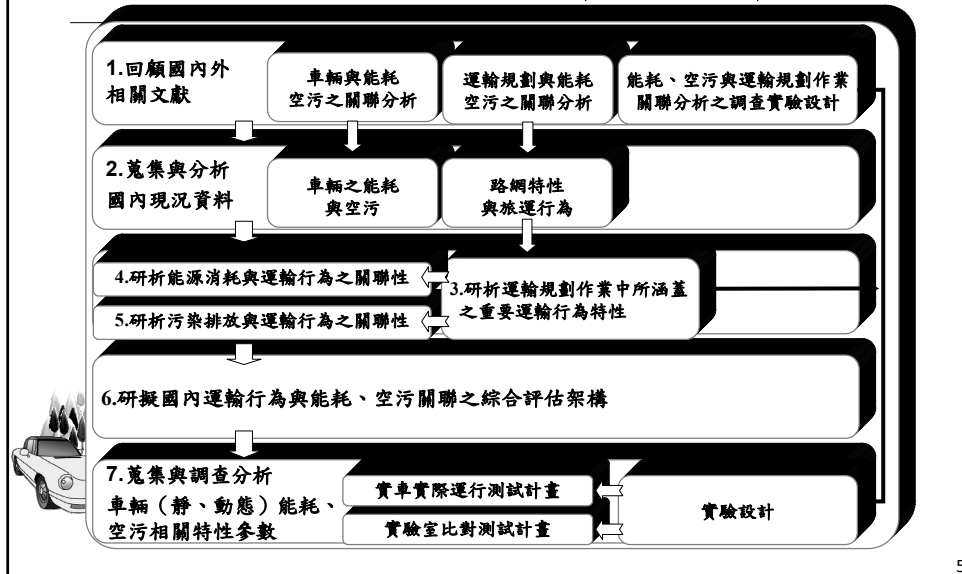 1.回顧國內外
相關文獻
車輛與能耗
空污之關聯分析
運輸規劃與能耗
空污之關聯分析
能耗、空污與運輸規劃作業
關聯分析之調查實驗設計
2.蒐集與分析
國內現況資料
車輛之能耗
與空污
路網特性
與旅運行為
4.研析能源消耗與運輸行為之關聯性
5.研析污染排放與運輸行為之關聯性
3.研析運輸規劃作業中所涵蓋
之重要運輸行為特性
6.研擬國內運輸行為與能耗、空污關聯之綜合評估架構
7.蒐集與調查分析
車輛（靜、動態）能耗、
空污相關特性參數
實車實際運行測試計畫
實驗室比對測試計畫
實驗設計
5